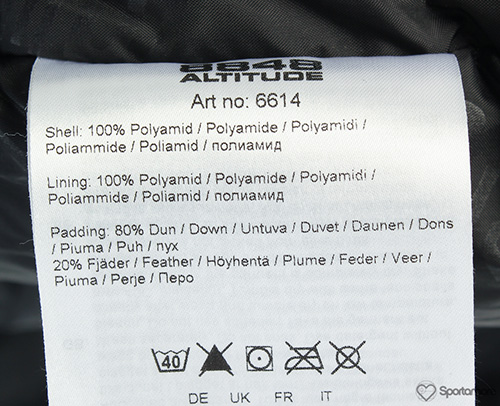 8848
ALTITUDE
Art no: 6614
Shell: 100% Polyamid / Polyamide / Polyamidi /
Poliammide / Poliamid / полиамид
Lining: 100% Polyamid / Polyamide / Polyamidi /
Poliammide / Poliamid / полиамид
Padding: 80% Dun / Down / Untuva / Duvet / Daunen / Dons
/ Piuma / Puh / пух
20% Fjäder / Feather / Höyhentä / Plume / Feder / Veer /
Piuma / Perje / Перо
40
DE UK FR IT